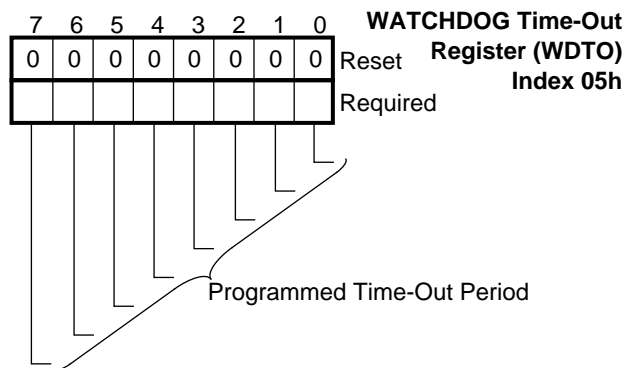 7 6 5 4 3 2 1 0
WATCHDOG Time-Out
Register (WDTO)
Index 05h
0 0 0 0 0 0 0 0 Reset
Required
Programmed Time-Out Period